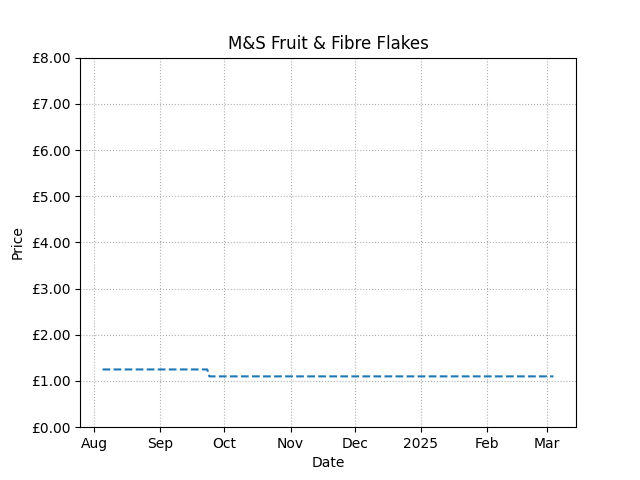 M&S Fruit & Fibre Flakes
£8.00
£7.00
£6.00
£5.00
£4.00
£3.00
£2.00
£1.00
£0.00
Price
Aug Sep Oct Nov Dec 2025 Feb Mar
Date